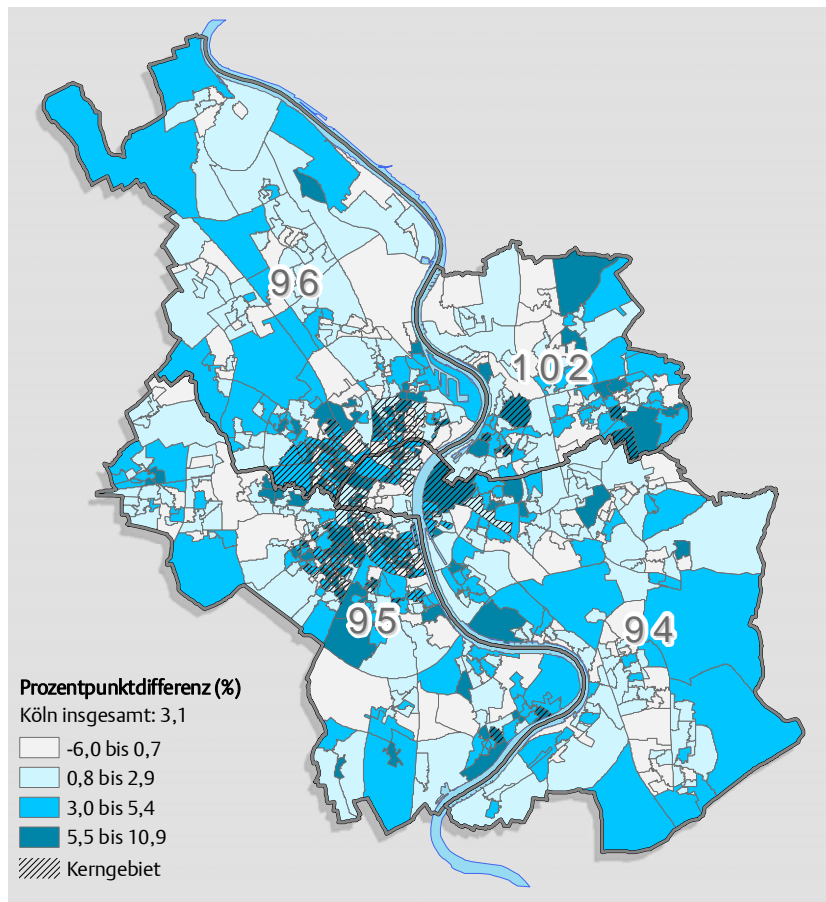 96
102
95
94
Prozentpunktdifferenz (%)
Köln insgesamt: 3,1
-6,0 bis 0,7
0,8 bis 2,9
3,0 bis 5,4
5,5 bis 10,9
Kerngebiet